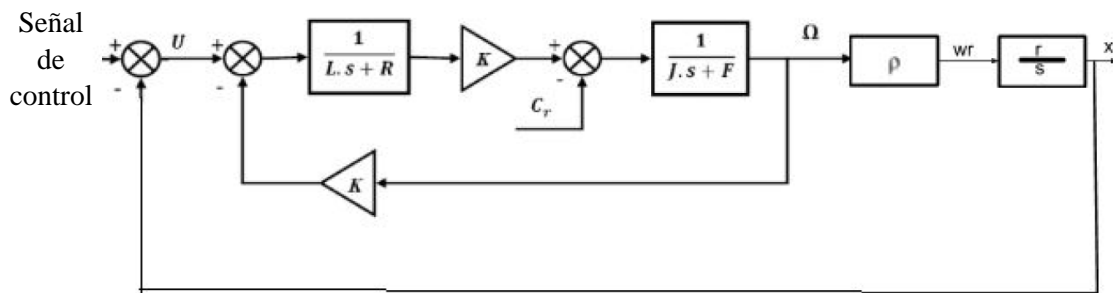 Señal
de
control
+
-
U
+
-
1
L.s + R
K
+
-
C_r
1
J.s + F
Ω
ρ
wr
r
s
x
K